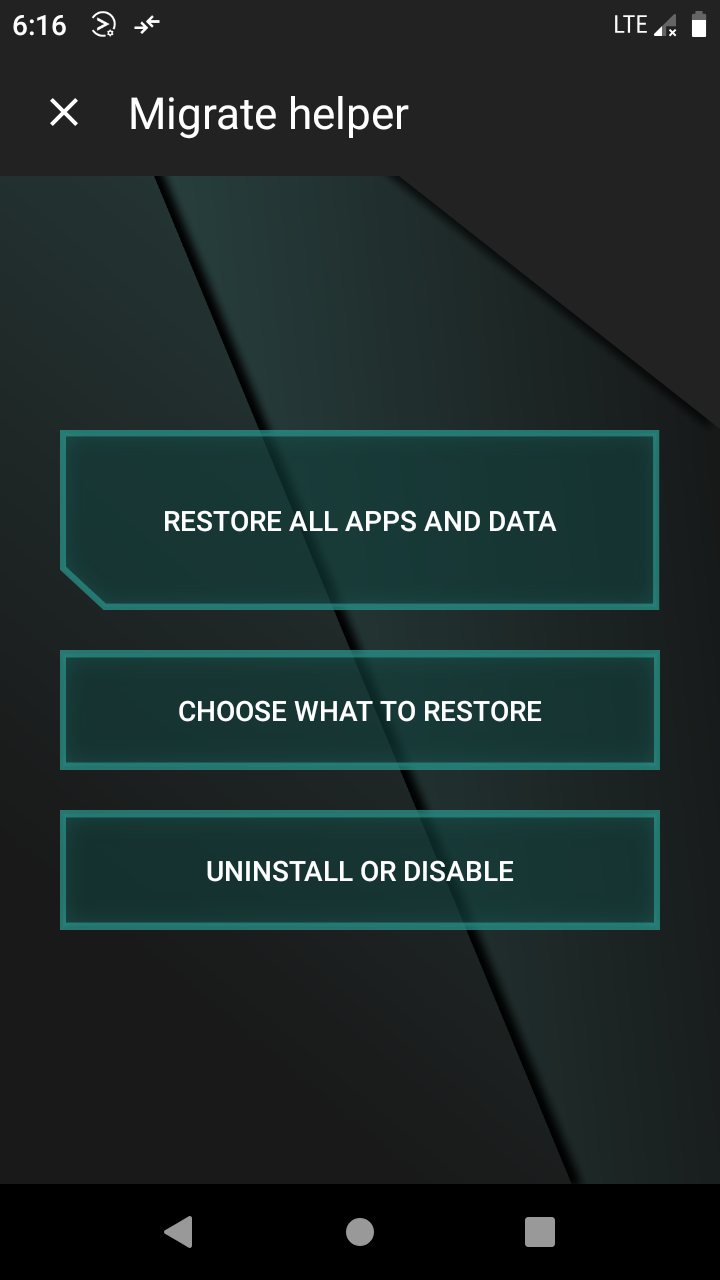 6:16
LTE
Migrate helper
RESTORE ALL APPS AND DATA
CHOOSE WHAT TO RESTORE
UNINSTALL OR DISABLE